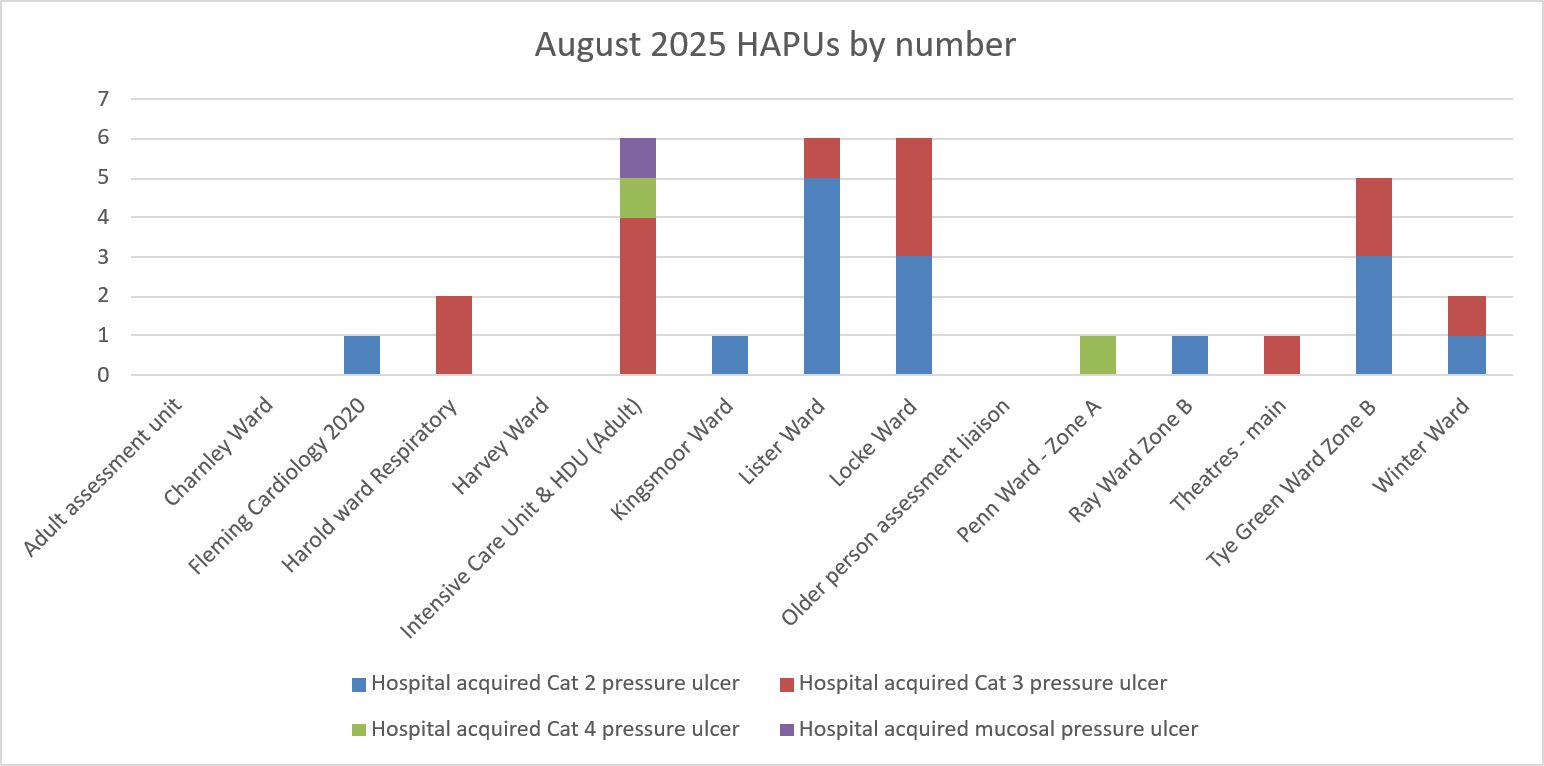 August 2025 HAPUs by number
7
6
5
4
3
2
1
0
Adult assessment unit
Charnley Ward
Fleming Cardiology 2020
Harold ward Respiratory
Harvey Ward
Intensive Care Unit & HDU (Adult)
Kingsmoor Ward
Lister Ward
Locke Ward
Older person assessment liaison
Penn Ward - Zone A
Ray Ward Zone B
Theatres - main
Tye Green Ward Zone B
Winter Ward
Hospital acquired Cat 2 pressure ulcer
Hospital acquired Cat 3 pressure ulcer
Hospital acquired Cat 4 pressure ulcer
Hospital acquired mucosal pressure ulcer